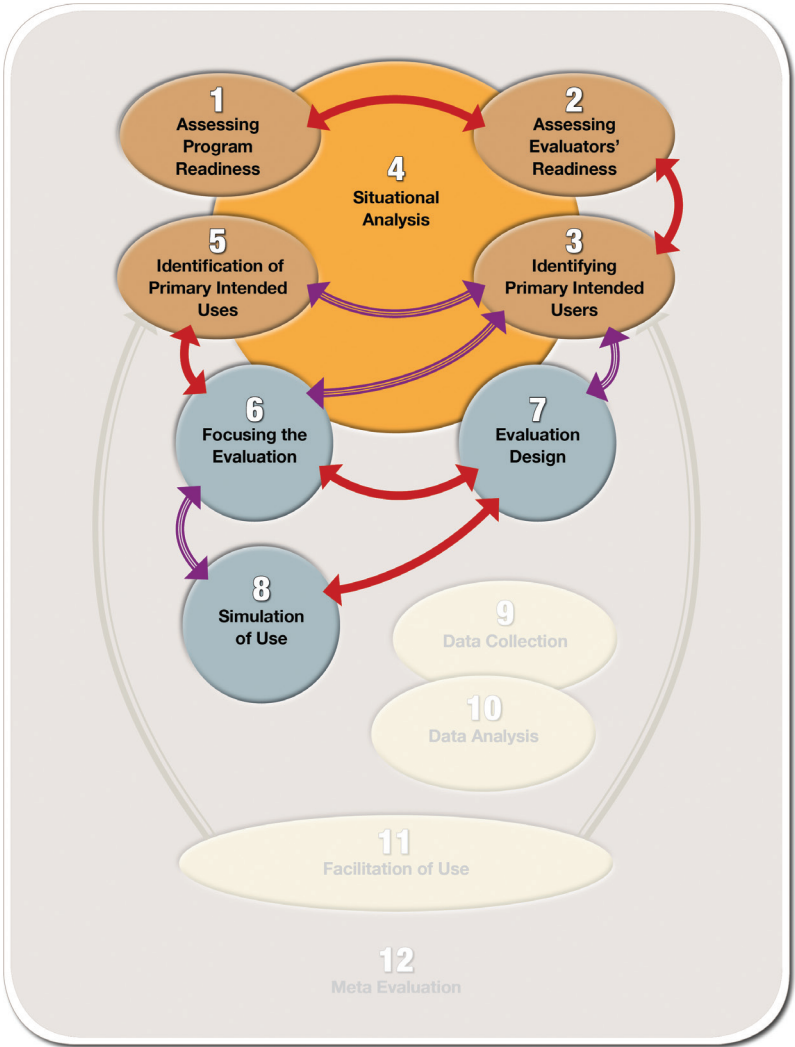 1
Assessing
Program
Readiness
2
Assessing
Evaluators’
Readiness
4
Situational
Analysis
5
Identification of
Primary Intended
Uses
3
Identifying
Primary Intended
Users
6
Focusing the
Evaluation
7
Evaluation
Design
8
Simulation
of Use
9
Data Collection
10
Data Analysis
11
Facilitation of Use
12
Meta Evaluation